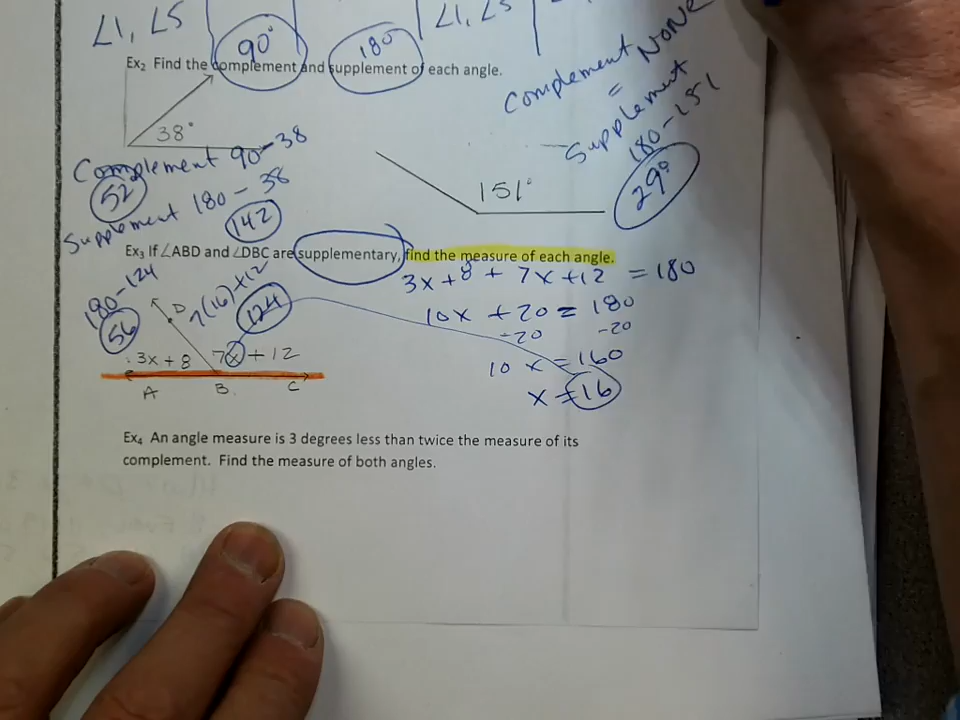 ∠1, ∠5
90°
180°
∠1, ∠5
Ex2 Find the complement and supplement of each angle.
Complement NONE
=
Supplement
180-151
29°
38°
Complement 90-38
52
Supplement 180-38
142
151°
Ex3 If ∠ABD and ∠DBC are supplementary, find the measure of each angle.
3x+8 + 7x+12 = 180
10x + 20 = 180
-20 -20
10 x = 160
x = 16
180-124
56
D
7(16)+12
124
3x+8 7x+12
A B C
Ex4 An angle measure is 3 degrees less than twice the measure of its
complement. Find the measure of both angles.